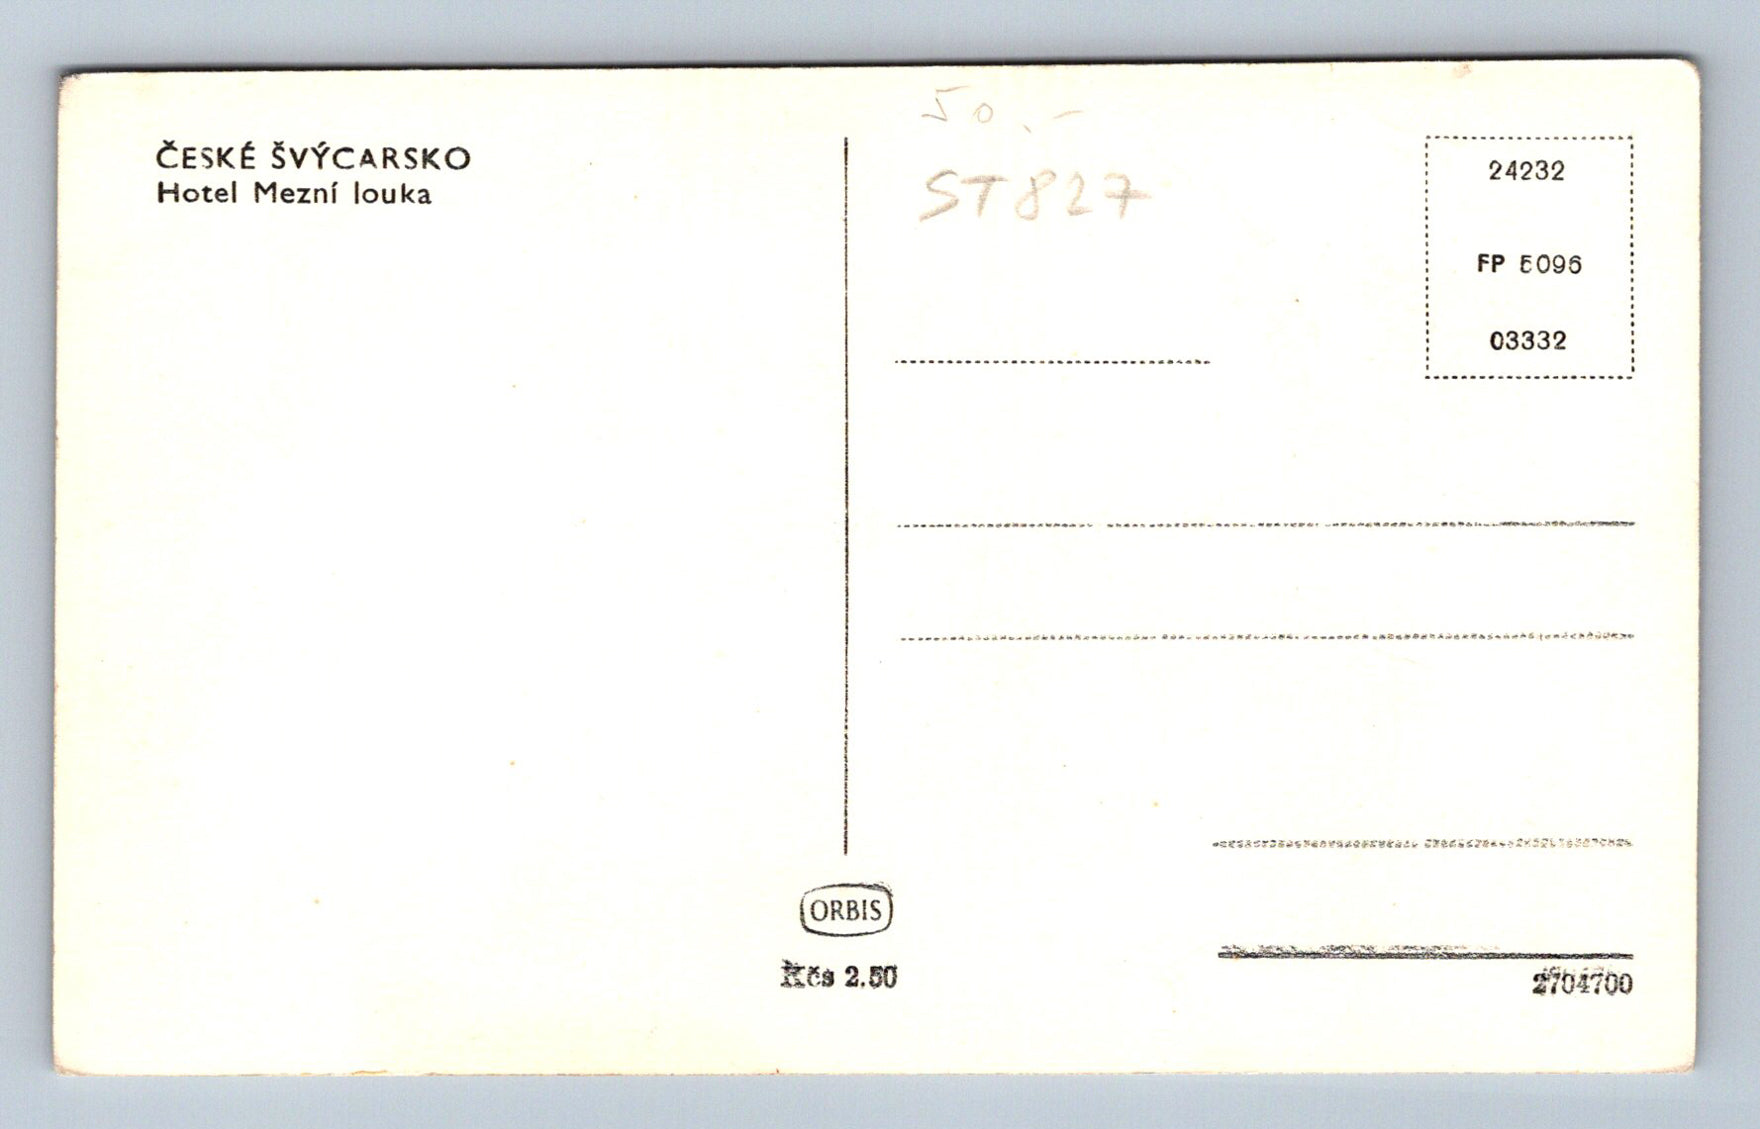 ČESKÉ ŠVÝCARSKO
Hotel Mezní louka
50,-
ST827
24232
FP 5096
03332
ORBIS
Kčs 2.50
2704700